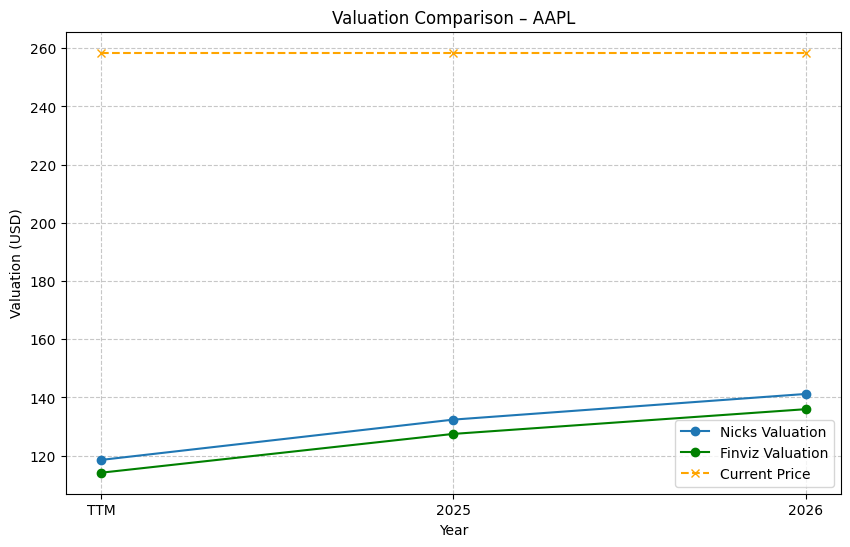 Valuation Comparison – AAPL
260
240
220
200
180
160
140
120
Valuation (USD)
TTM
2025
2026
Year
Nicks Valuation
Finviz Valuation
Current Price